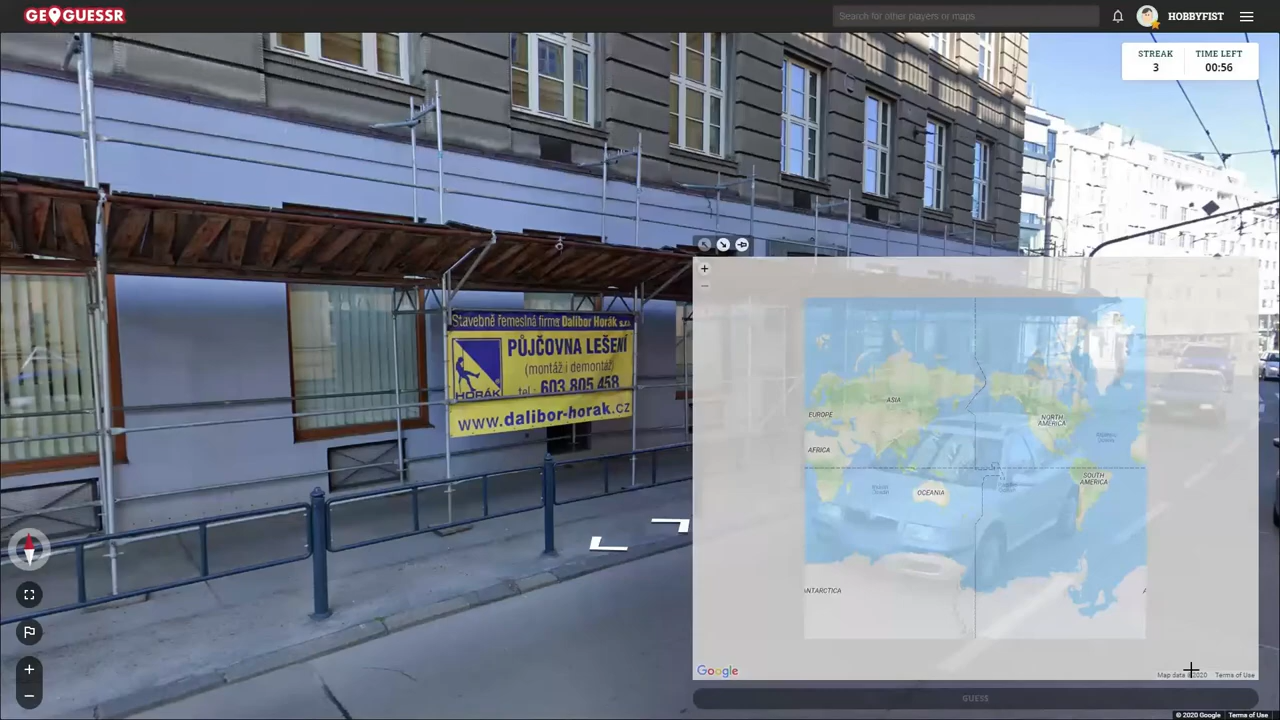 GEOGUESSR
Search for other players or maps
HOBBYFIST
STREAK
3
TIME LEFT
00:56
Stavebně řemeslná firma Dalibor Horák s.r.o.
PŮJČOVNA LEŠENÍ
(montáž i demontáž)
tel.: 603 805 458
HORÁK
www.dalibor-horak.cz
ASIA
EUROPE
NORTH
AMERICA
AFRICA
SOUTH
AMERICA
OCEANIA
ANTARCTICA
Google
Map data ©2020
Terms of Use
GUESS
© 2020 Google
Terms of Use